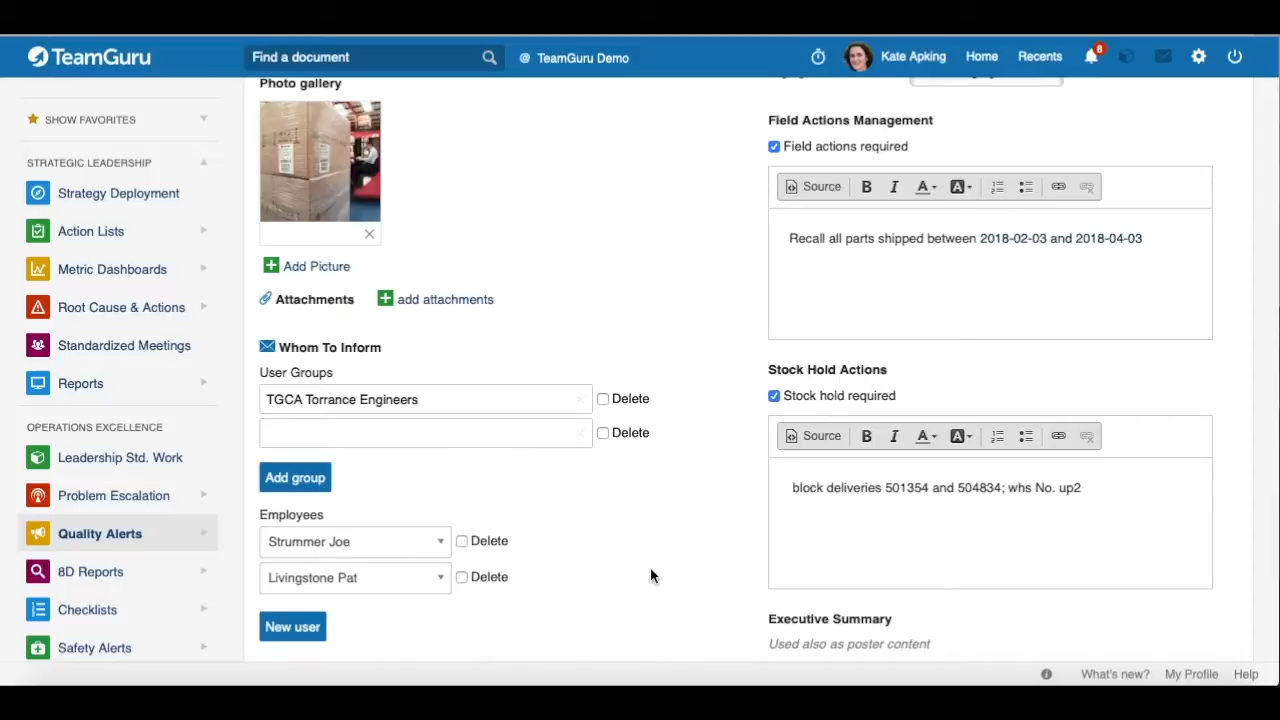 TeamGuru
Find a document
@ TeamGuru Demo
Kate Apking
Home
Recents
8
SHOW FAVORITES
STRATEGIC LEADERSHIP
Strategy Deployment
Action Lists
Metric Dashboards
Root Cause & Actions
Standardized Meetings
Reports
OPERATIONS EXCELLENCE
Leadership Std. Work
Problem Escalation
Quality Alerts
8D Reports
Checklists
Safety Alerts
Photo gallery
Add Picture
Attachments
add attachments
Whom To Inform
User Groups
TGCA Torrance Engineers
Delete
Delete
Add group
Employees
Strummer Joe
Delete
Livingstone Pat
Delete
New user
Field Actions Management
Field actions required
Source B I A A
Recall all parts shipped between 2018-02-03 and 2018-04-03
Stock Hold Actions
Stock hold required
Source B I A A
block deliveries 501354 and 504834; whs No. up2
Executive Summary
Used also as poster content
What's new?
My Profile
Help